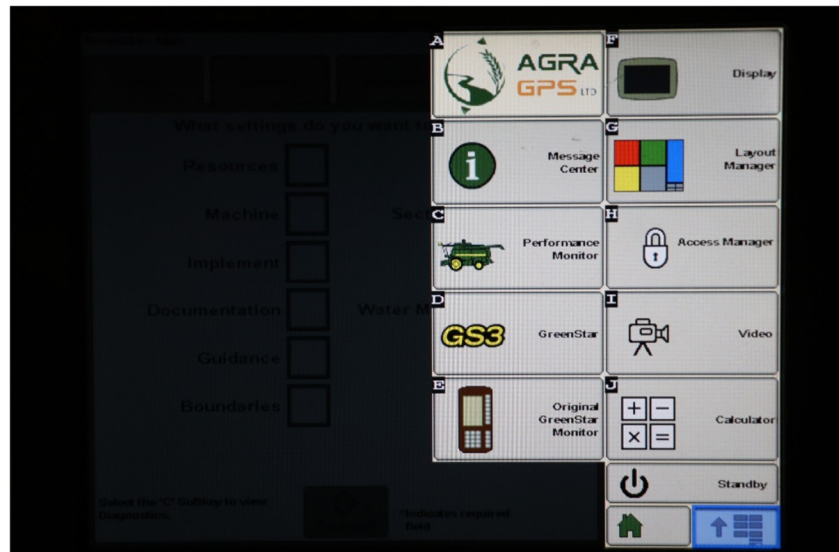 What settings do you want
Resources
Machine
Sect
Implement
Documentation
Water M
Guidance
Boundaries
Select the "C" Softkey to view
Diagnostics.
*Indicates required
field
A
AGRA
GPS LTD
B
Message
Center
C
Performance
Monitor
D
GS3
GreenStar
E
Original
GreenStar
Monitor
F
Display
G
Layout
Manager
H
Access Manager
I
Video
J
Calculator
Standby